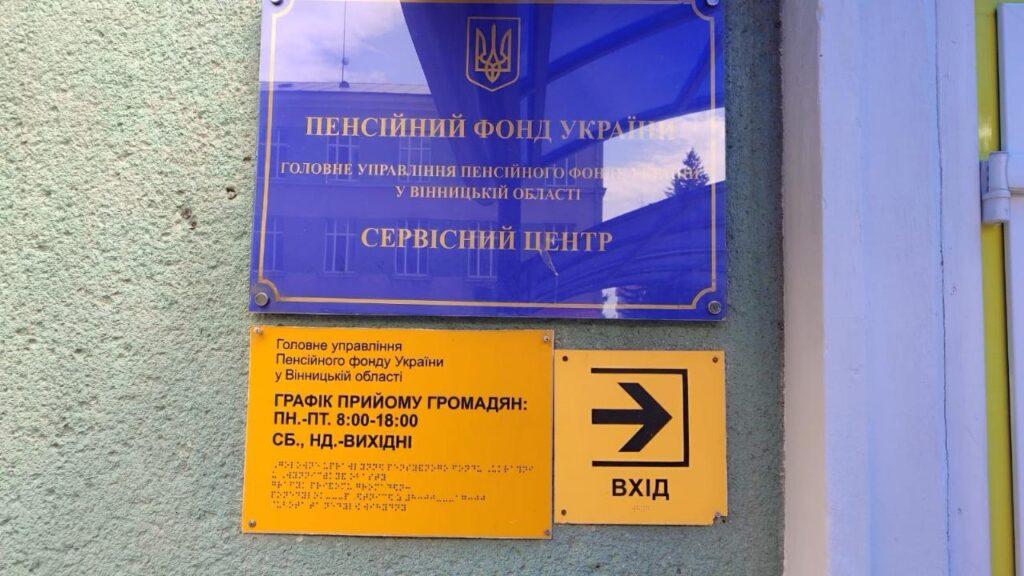 ПЕНСІЙНИЙ ФОНД УКРАЇНИ
ГОЛОВНЕ УПРАВЛІННЯ ПЕНСІЙНОГО ФОНДУ УКРАЇНИ
У ВІННИЦЬКІЙ ОБЛАСТІ
СЕРВІСНИЙ ЦЕНТР
Головне управління
Пенсійного фонду України
у Вінницькій області
ГРАФІК ПРИЙОМУ ГРОМАДЯН:
ПН.-ПТ. 8:00-18:00
СБ., НД.-ВИХІДНІ
ВХІД